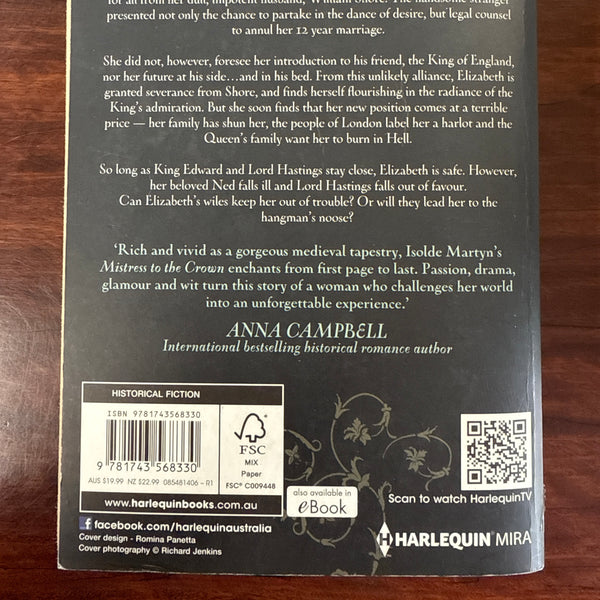 for all from her dull, impotent husband, William Shore. The handsome stranger
presented not only the chance to partake in the dance of desire, but legal counsel
to annul her 12 year marriage.
She did not, however, foresee her introduction to his friend, the King of England,
nor her future at his side...and in his bed. From this unlikely alliance, Elizabeth is
granted severance from Shore, and finds herself flourishing in the radiance of the
King's admiration. But she soon finds that her new position comes at a terrible
price — her family has shun her, the people of London label her a harlot and the
Queen's family want her to burn in Hell.
So long as King Edward and Lord Hastings stay close, Elizabeth is safe. However,
her beloved Ned falls ill and Lord Hastings falls out of favour.
Can Elizabeth's wiles keep her out of trouble? Or will they lead her to the
hangman's noose?
'Rich and vivid as a gorgeous medieval tapestry, Isolde Martyn's
Mistress to the Crown enchants from first page to last. Passion, drama,
glamour and wit turn this story of a woman who challenges her world
into an unforgettable experience.'
ANNA CAMPBELL
International bestselling historical romance author
HISTORICAL FICTION
ISBN 9781743568330
9 781743 568330
AUS $19.99 NZ $22.99 085481406 – R1
FSC
MIX
Paper
FSC® C009448
www.harlequinbooks.com.au
also available in
eBook
Scan to watch HarlequinTV
f facebook.com/harlequinaustralia
Cover design - Romina Panetta
Cover photography © Richard Jenkins
HARLEQUIN MIRA